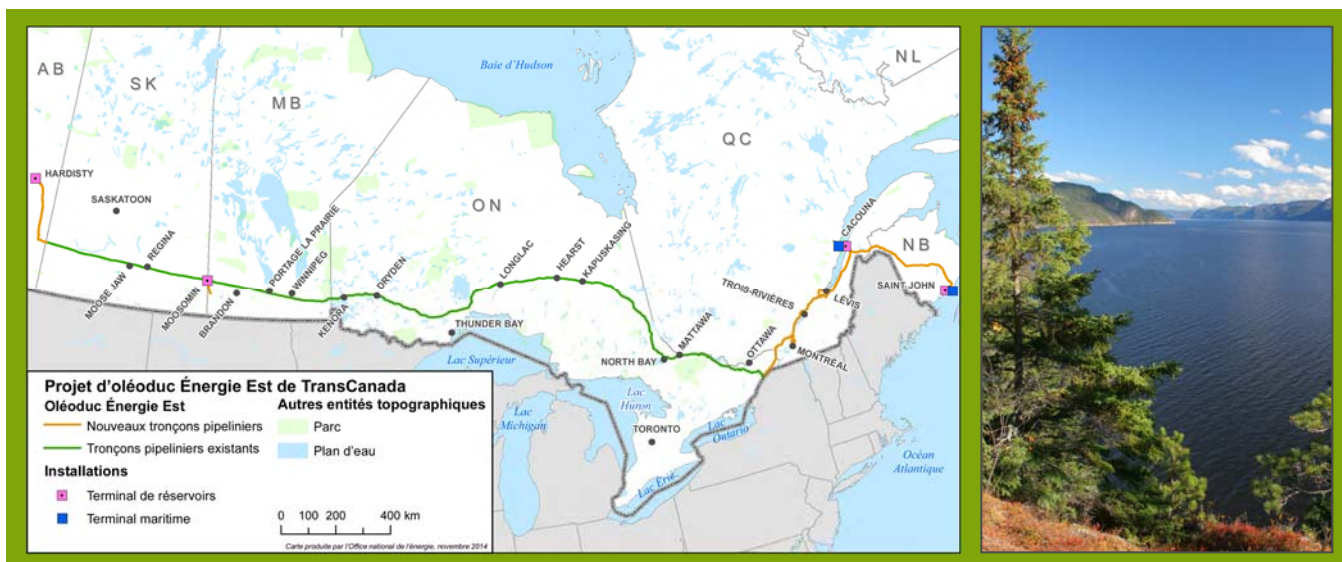 AB
SK
MB
ON
QC
NL
NB
Baie d'Hudson
HARDISTY
SASKATOON
MOOSE JAW
REGINA
MOOSOMIN
BRANDON
PORTAGE LA PRAIRIE
WINNIPEG
KENORA
DRYDEN
THUNDER BAY
LONGLAC
HEARST
KAPUSKASING
NORTH BAY
MATTAWA
OTTAWA
MONTRÉAL
TROIS-RIVIÈRES
LÉVIS
CACOUNA
SAINT JOHN
TORONTO
Lac Supérieur
Lac
Michigan
Lac
Huron
Lac
Ontario
Lac Érié
Océan
Atlantique
Projet d'oléoduc Énergie Est de TransCanada
Oléoduc Énergie Est
Nouveaux tronçons pipeliniers
Tronçons pipeliniers existants
Installations
Terminal de réservoirs
Terminal maritime
Autres entités topographiques
Parc
Plan d'eau
0 100 200 400 km
Carte produite par l'Office national de l'énergie, novembre 2014